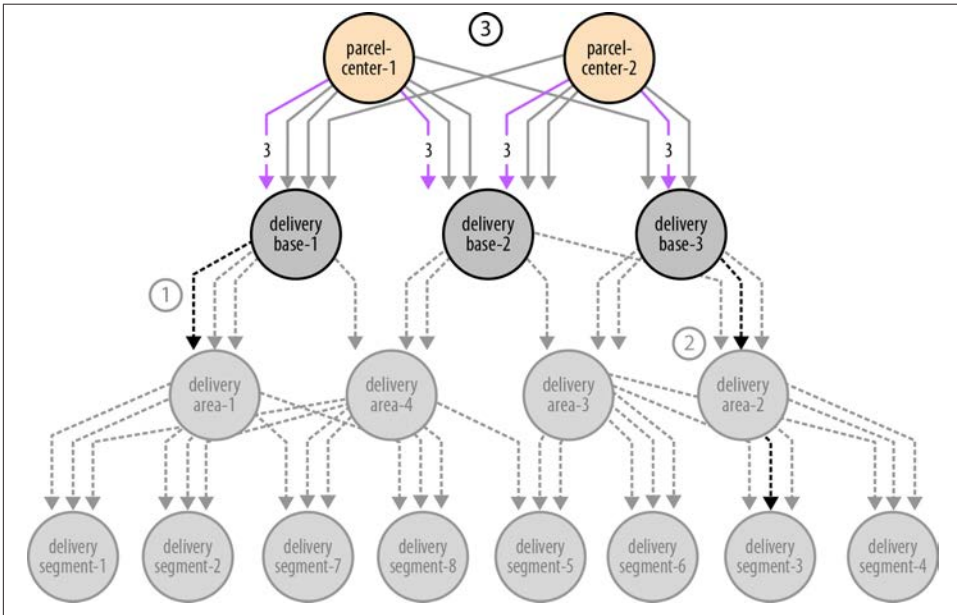 3
parcel-
center-1
parcel-
center-2
3
3
3
3
delivery
base-1
delivery
base-2
delivery
base-3
1
2
delivery
area-1
delivery
area-4
delivery
area-3
delivery
area-2
delivery
segment-1
delivery
segment-2
delivery
segment-7
delivery
segment-8
delivery
segment-5
delivery
segment-6
delivery
segment-3
delivery
segment-4